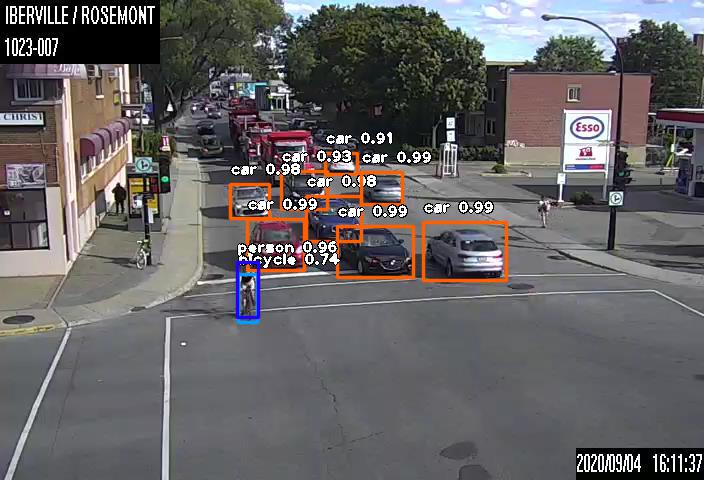 IBERVILLE / ROSEMONT
1023-007
CHRIST
Esso
car 0.91
car 0.93
car 0.99
car 0.98
car 0.98
car 0.99
car 0.99
car 0.99
person 0.96
bicycle 0.74
2020/09/04 16:11:37